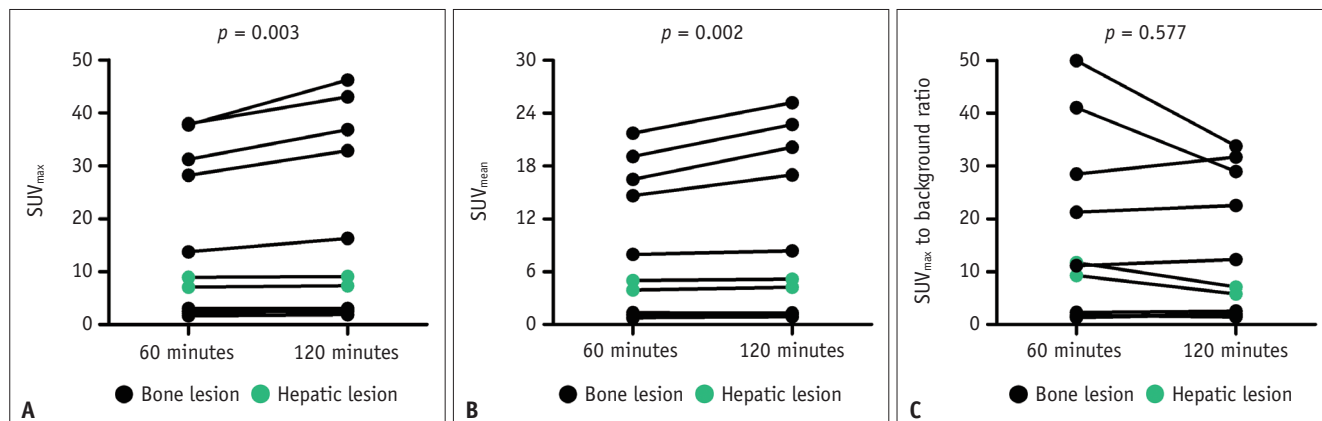 p = 0.003
SUVmax
50
40
30
20
10
0
60 minutes
120 minutes
Bone lesion
Hepatic lesion
A
p = 0.002
SUVmean
30
24
18
12
6
0
60 minutes
120 minutes
Bone lesion
Hepatic lesion
B
p = 0.577
SUVmax to background ratio
50
40
30
20
10
0
60 minutes
120 minutes
Bone lesion
Hepatic lesion
C